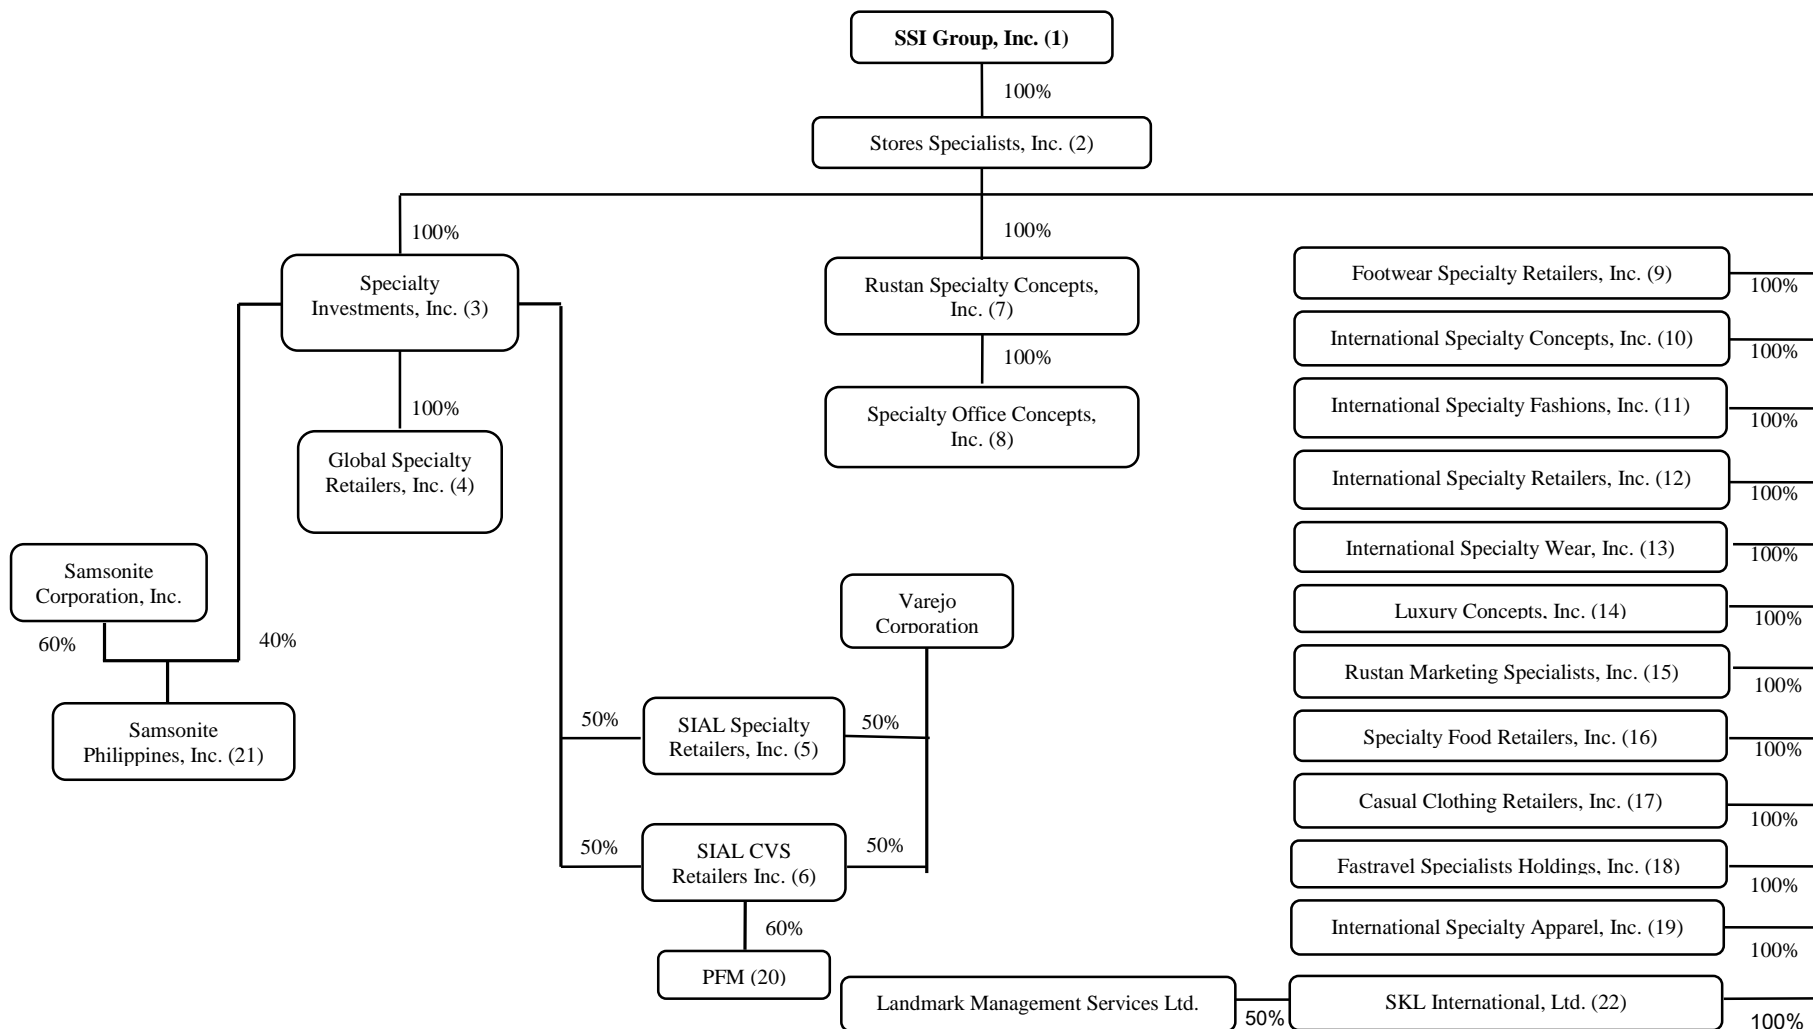 SSI Group, Inc. (1)
100%
Stores Specialists, Inc. (2)
100%
100%
Specialty
Investments, Inc. (3)
Rustan Specialty Concepts,
Inc. (7)
Footwear Specialty Retailers, Inc. (9)
100%
International Specialty Concepts, Inc. (10)
100%
100%
100%
International Specialty Fashions, Inc. (11)
100%
Specialty Office Concepts,
Inc. (8)
Global Specialty
Retailers, Inc. (4)
International Specialty Retailers, Inc. (12)
100%
International Specialty Wear, Inc. (13)
100%
Samsonite
Corporation, Inc.
Varejo
Corporation
Luxury Concepts, Inc. (14)
100%
60%
40%
Rustan Marketing Specialists, Inc. (15)
100%
Samsonite
Philippines, Inc. (21)
50%
SIAL Specialty
Retailers, Inc. (5)
50%
Specialty Food Retailers, Inc. (16)
100%
Casual Clothing Retailers, Inc. (17)
100%
50%
SIAL CVS
Retailers Inc. (6)
50%
Fastravel Specialists Holdings, Inc. (18)
100%
60%
International Specialty Apparel, Inc. (19)
100%
PFM (20)
Landmark Management Services Ltd.
50%
SKL International, Ltd. (22)
100%